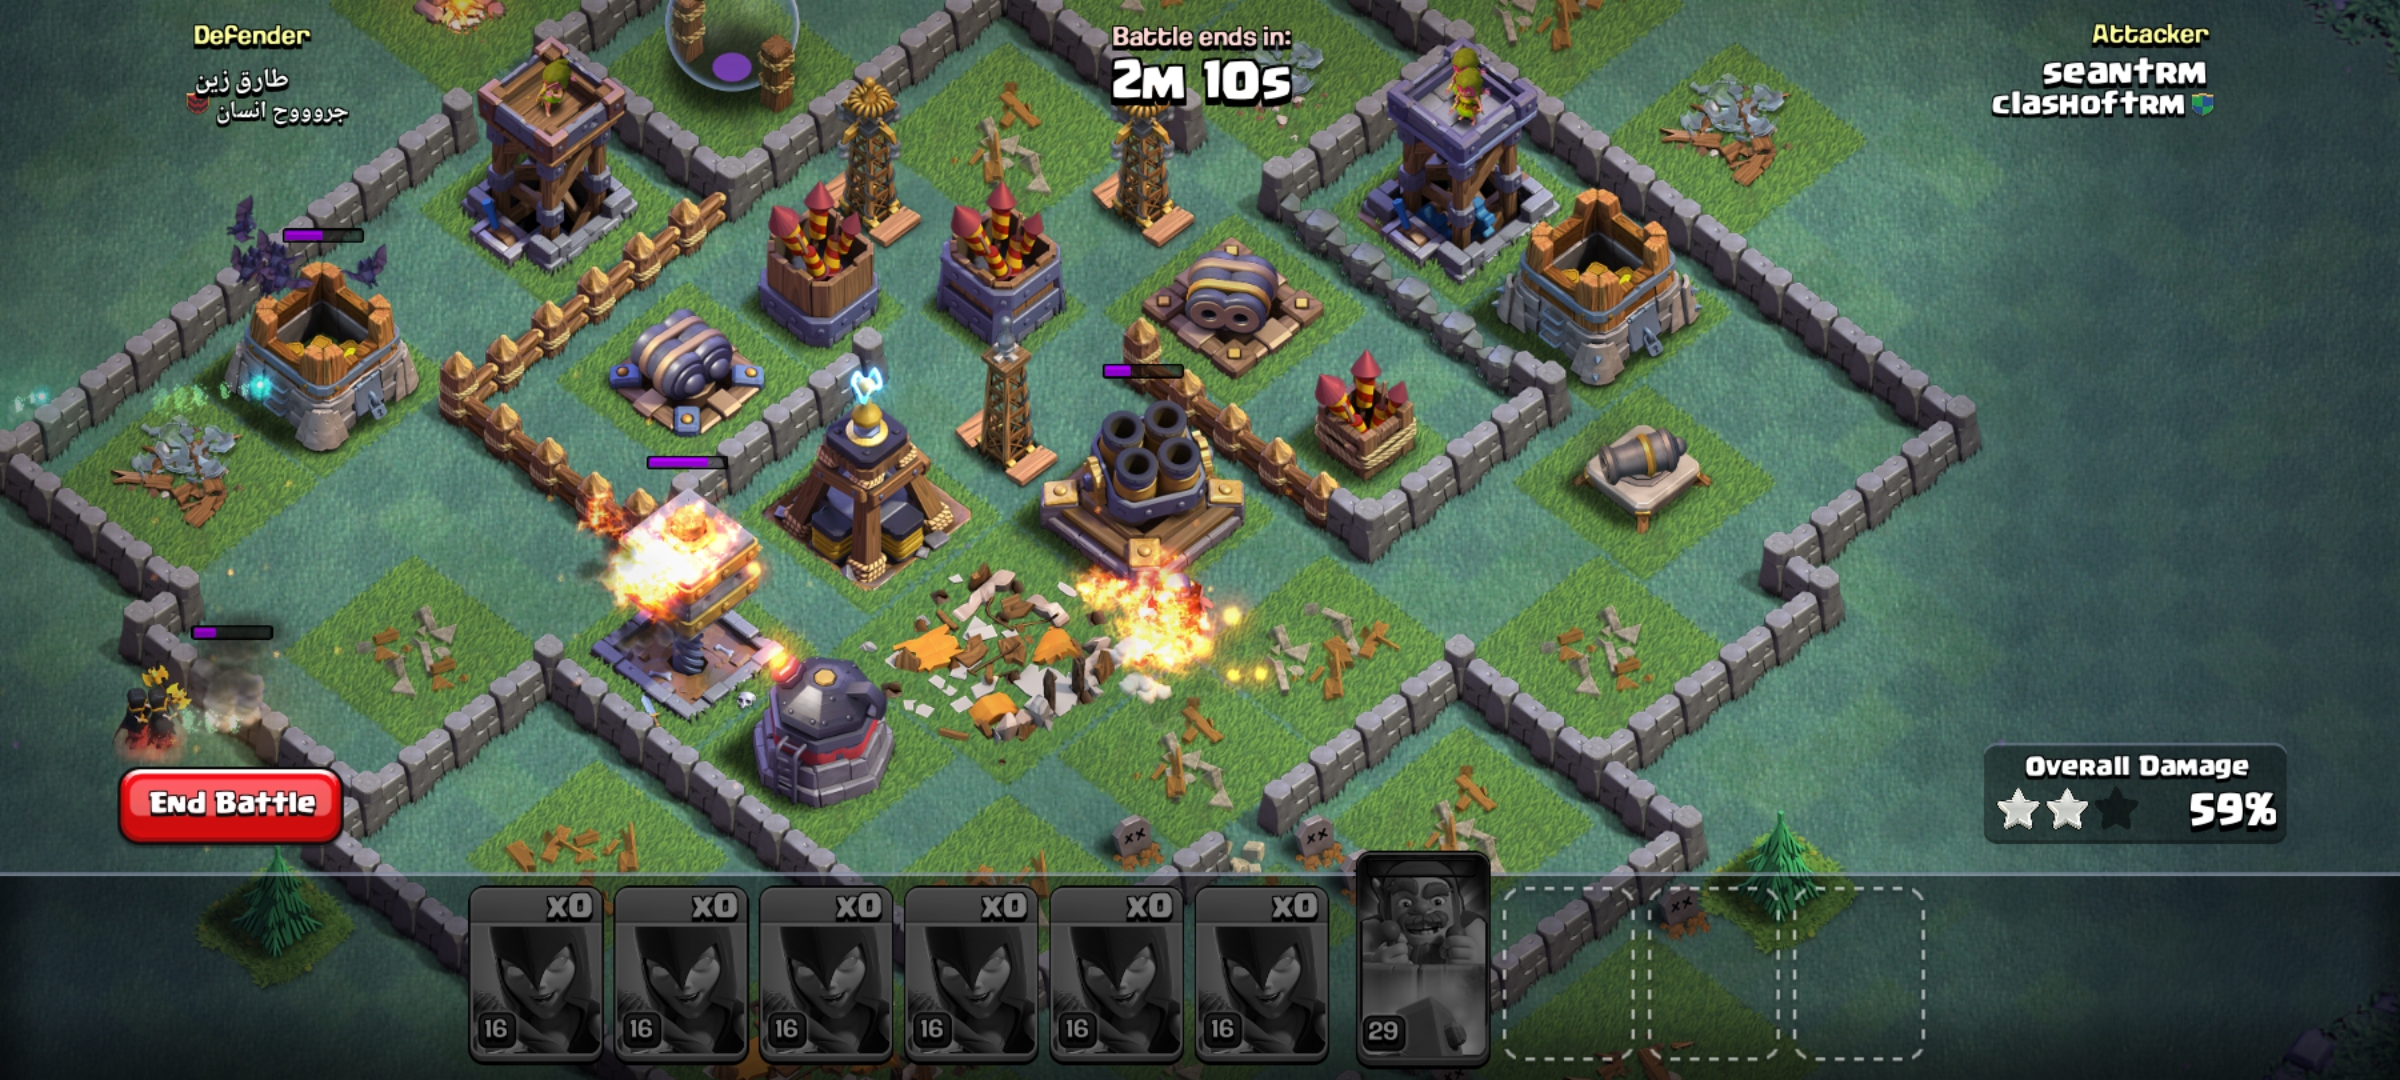 Defender
طارق زين
جروووح انسان
Battle ends in:
2M 10S
Attacker
seantRM
clashoftRM
End Battle
Overall Damage
59%
x0
x0
x0
x0
x0
x0
16
16
16
16
16
16
29